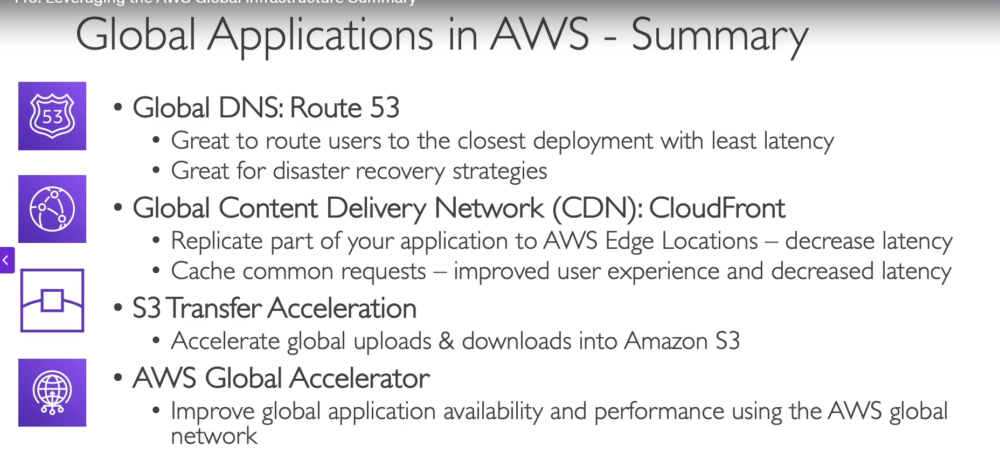 Leveraging the AWS Global Infrastructure Summary
Global Applications in AWS - Summary
53
• Global DNS: Route 53
• Great to route users to the closest deployment with least latency
• Great for disaster recovery strategies
• Global Content Delivery Network (CDN): CloudFront
• Replicate part of your application to AWS Edge Locations – decrease latency
• Cache common requests – improved user experience and decreased latency
• S3 Transfer Acceleration
• Accelerate global uploads & downloads into Amazon S3
• AWS Global Accelerator
• Improve global application availability and performance using the AWS global
network